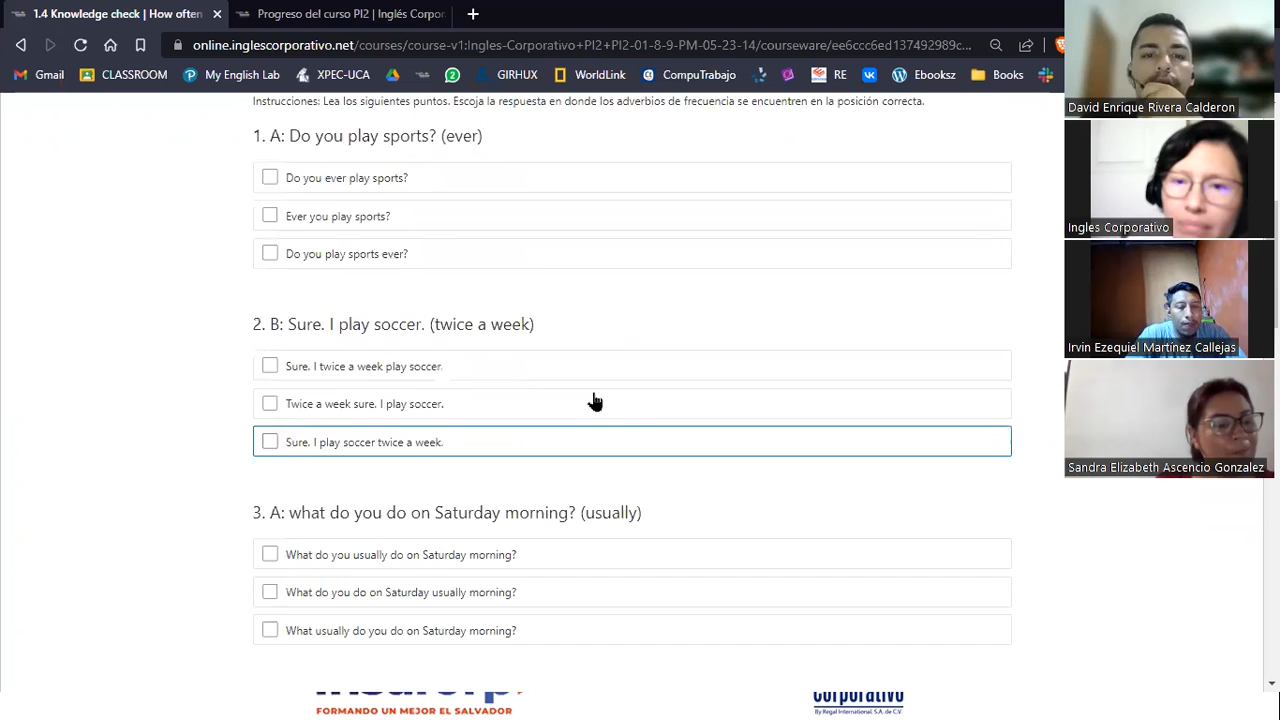 1.4 Knowledge check | How often
Progreso del curso PI2 | Inglés Corpor
online.inglescorporativo.net/courses/course-v1:Ingles-Corporativo+PI2+PI2-01-8-9-PM-05-23-14/courseware/ee6ccc6ed137492989c...
Gmail CLASSROOM My English Lab XPEC-UCA GIRHUX WorldLink CompuTrabajo RE Ebooksz Books
Instrucciones: Lea los siguientes puntos. Escoja la respuesta en donde los adverbios de frecuencia se encuentren en la posición correcta.
1. A: Do you play sports? (ever)
Do you ever play sports?
Ever you play sports?
Do you play sports ever?
2. B: Sure. I play soccer. (twice a week)
Sure. I twice a week play soccer.
Twice a week sure. I play soccer.
Sure. I play soccer twice a week.
3. A: what do you do on Saturday morning? (usually)
What do you usually do on Saturday morning?
What do you do on Saturday usually morning?
What usually do you do on Saturday morning?
FORMANDO UN MEJOR EL SALVADOR
corporativo
By Regal International, S.A. de C.V.
David Enrique Rivera Calderon
Ingles Corporativo
Irvin Ezequiel Martínez Callejas
Sandra Elizabeth Ascencio Gonzalez